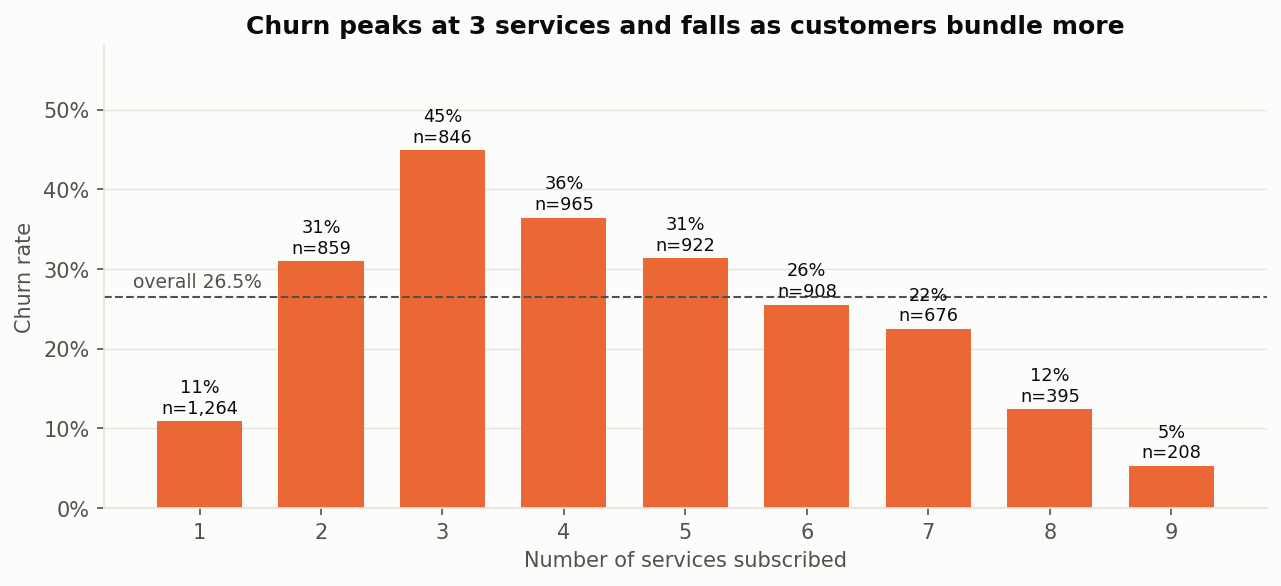 Churn peaks at 3 services and falls as customers bundle more
Churn rate
50%
40%
30%
20%
10%
0%
overall 26.5%
11%
n=1,264
31%
n=859
45%
n=846
36%
n=965
31%
n=922
26%
n=908
22%
n=676
12%
n=395
5%
n=208
1 2 3 4 5 6 7 8 9
Number of services subscribed